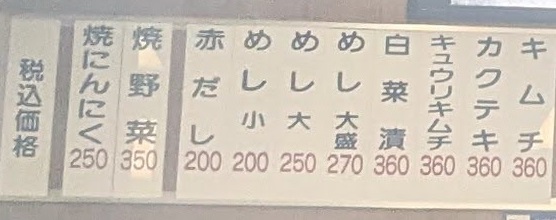 キムチ 360
カクテキ 360
キュウリキムチ 360
白菜漬 360
めし大盛 270
めし大 250
めし小 200
赤だし 200
焼野菜 350
焼にんにく 250
税込価格